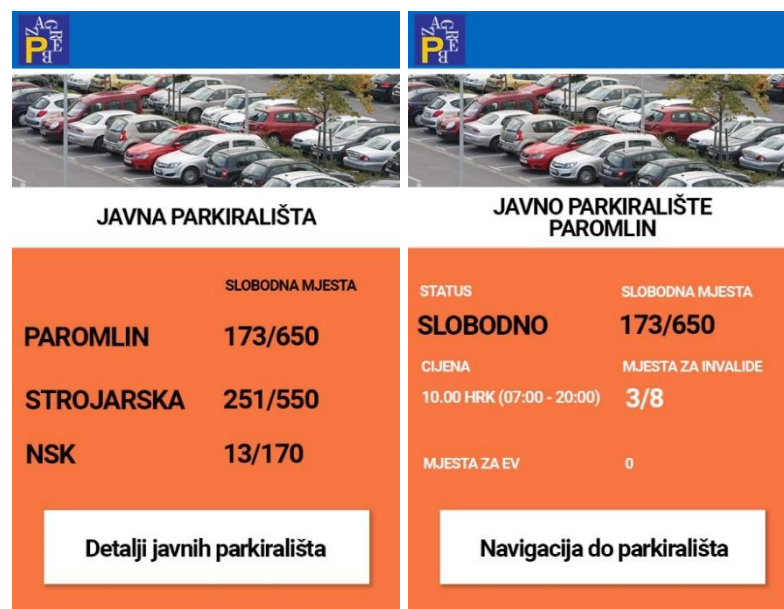 ZAGREB
P
JAVNA PARKIRALIŠTA
SLOBODNA MJESTA
PAROMLIN 173/650
STROJARSKA 251/550
NSK 13/170
Detalji javnih parkirališta
ZAGREB
P
JAVNO PARKIRALIŠTE
PAROMLIN
STATUS SLOBODNA MJESTA
SLOBODNO 173/650
CIJENA MJESTA ZA INVALIDE
10.00 HRK (07:00 - 20:00) 3/8
MJESTA ZA EV 0
Navigacija do parkirališta